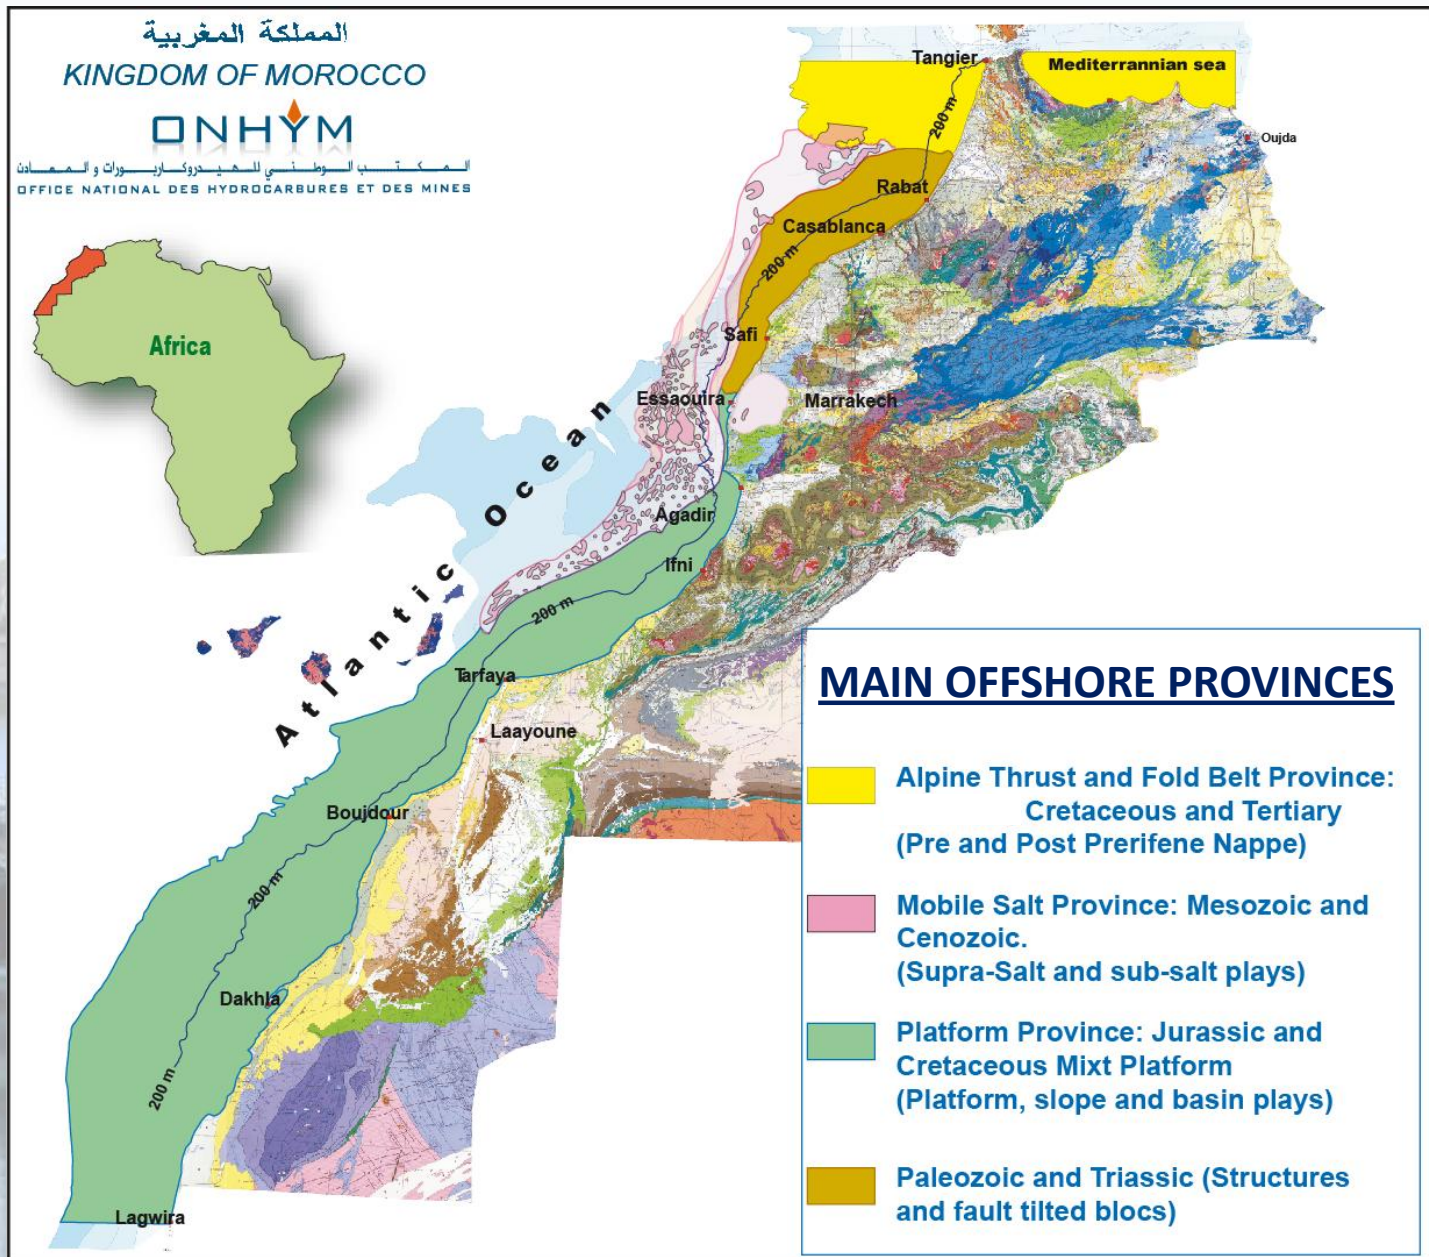 المملكة المغربية
KINGDOM OF MOROCCO
ONHYM
المـكـتـب الـوطـنـي للـهـيـدروكـاربـورات و الـمـعـادن
OFFICE NATIONAL DES HYDROCARBURES ET DES MINES
Africa
Tangier
Mediterrannian sea
200 m
Oujda
Rabat
Casablanca
200 m
Safi
Essaouira
Marrakech
Atlantic Ocean
Agadir
Ifni
200 m
Tarfaya
Laayoune
Boujdour
200 m
Dakhla
200 m
Lagwira
MAIN OFFSHORE PROVINCES
Alpine Thrust and Fold Belt Province:
Cretaceous and Tertiary
(Pre and Post Prerifene Nappe)
Mobile Salt Province: Mesozoic and
Cenozoic.
(Supra-Salt and sub-salt plays)
Platform Province: Jurassic and
Cretaceous Mixt Platform
(Platform, slope and basin plays)
Paleozoic and Triassic (Structures
and fault tilted blocs)